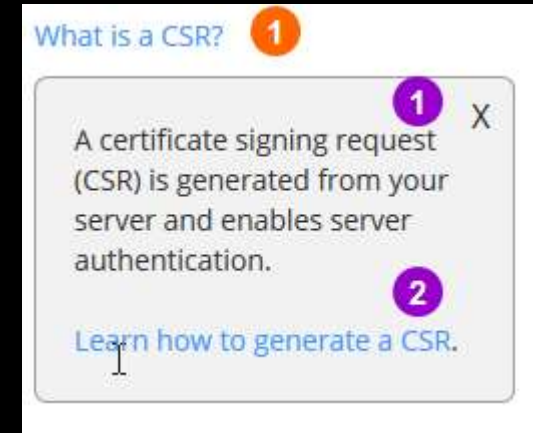 What is a CSR? 1
1 X
A certificate signing request
(CSR) is generated from your
server and enables server
authentication.
2
Learn how to generate a CSR.